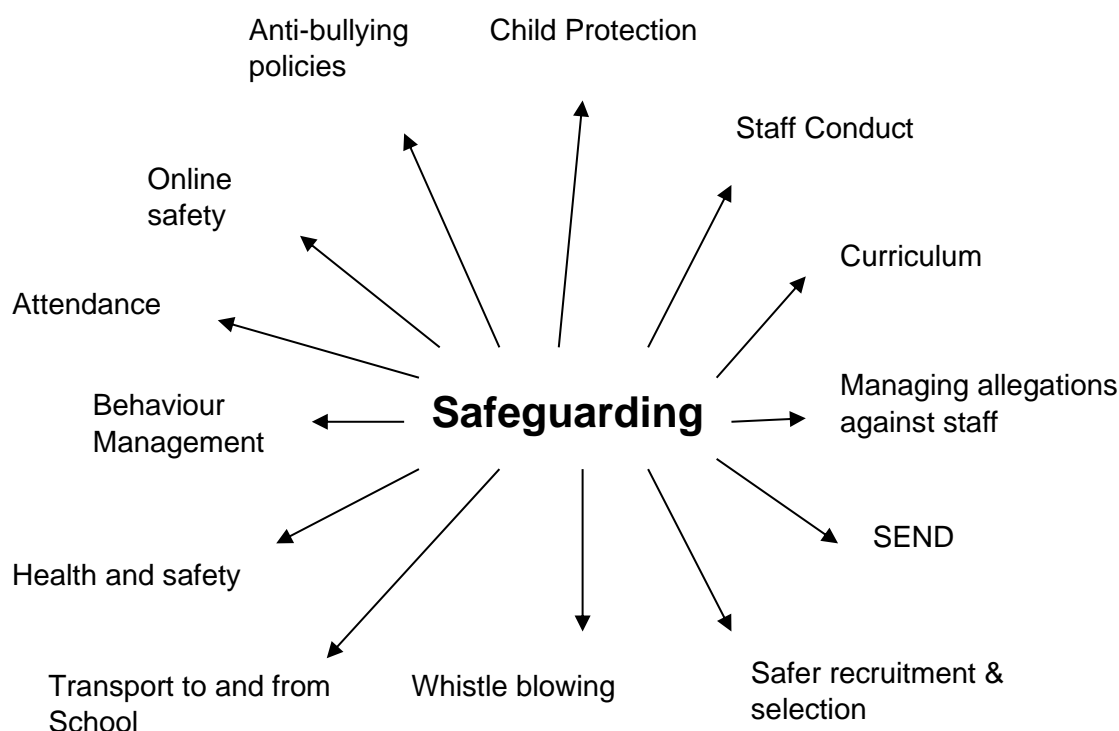 Anti-bullying
policies
Child Protection
Staff Conduct
Online
safety
Curriculum
Attendance
Managing allegations
against staff
Behaviour
Management
Safeguarding
SEND
Health and safety
Transport to and from
School
Whistle blowing
Safer recruitment &
selection